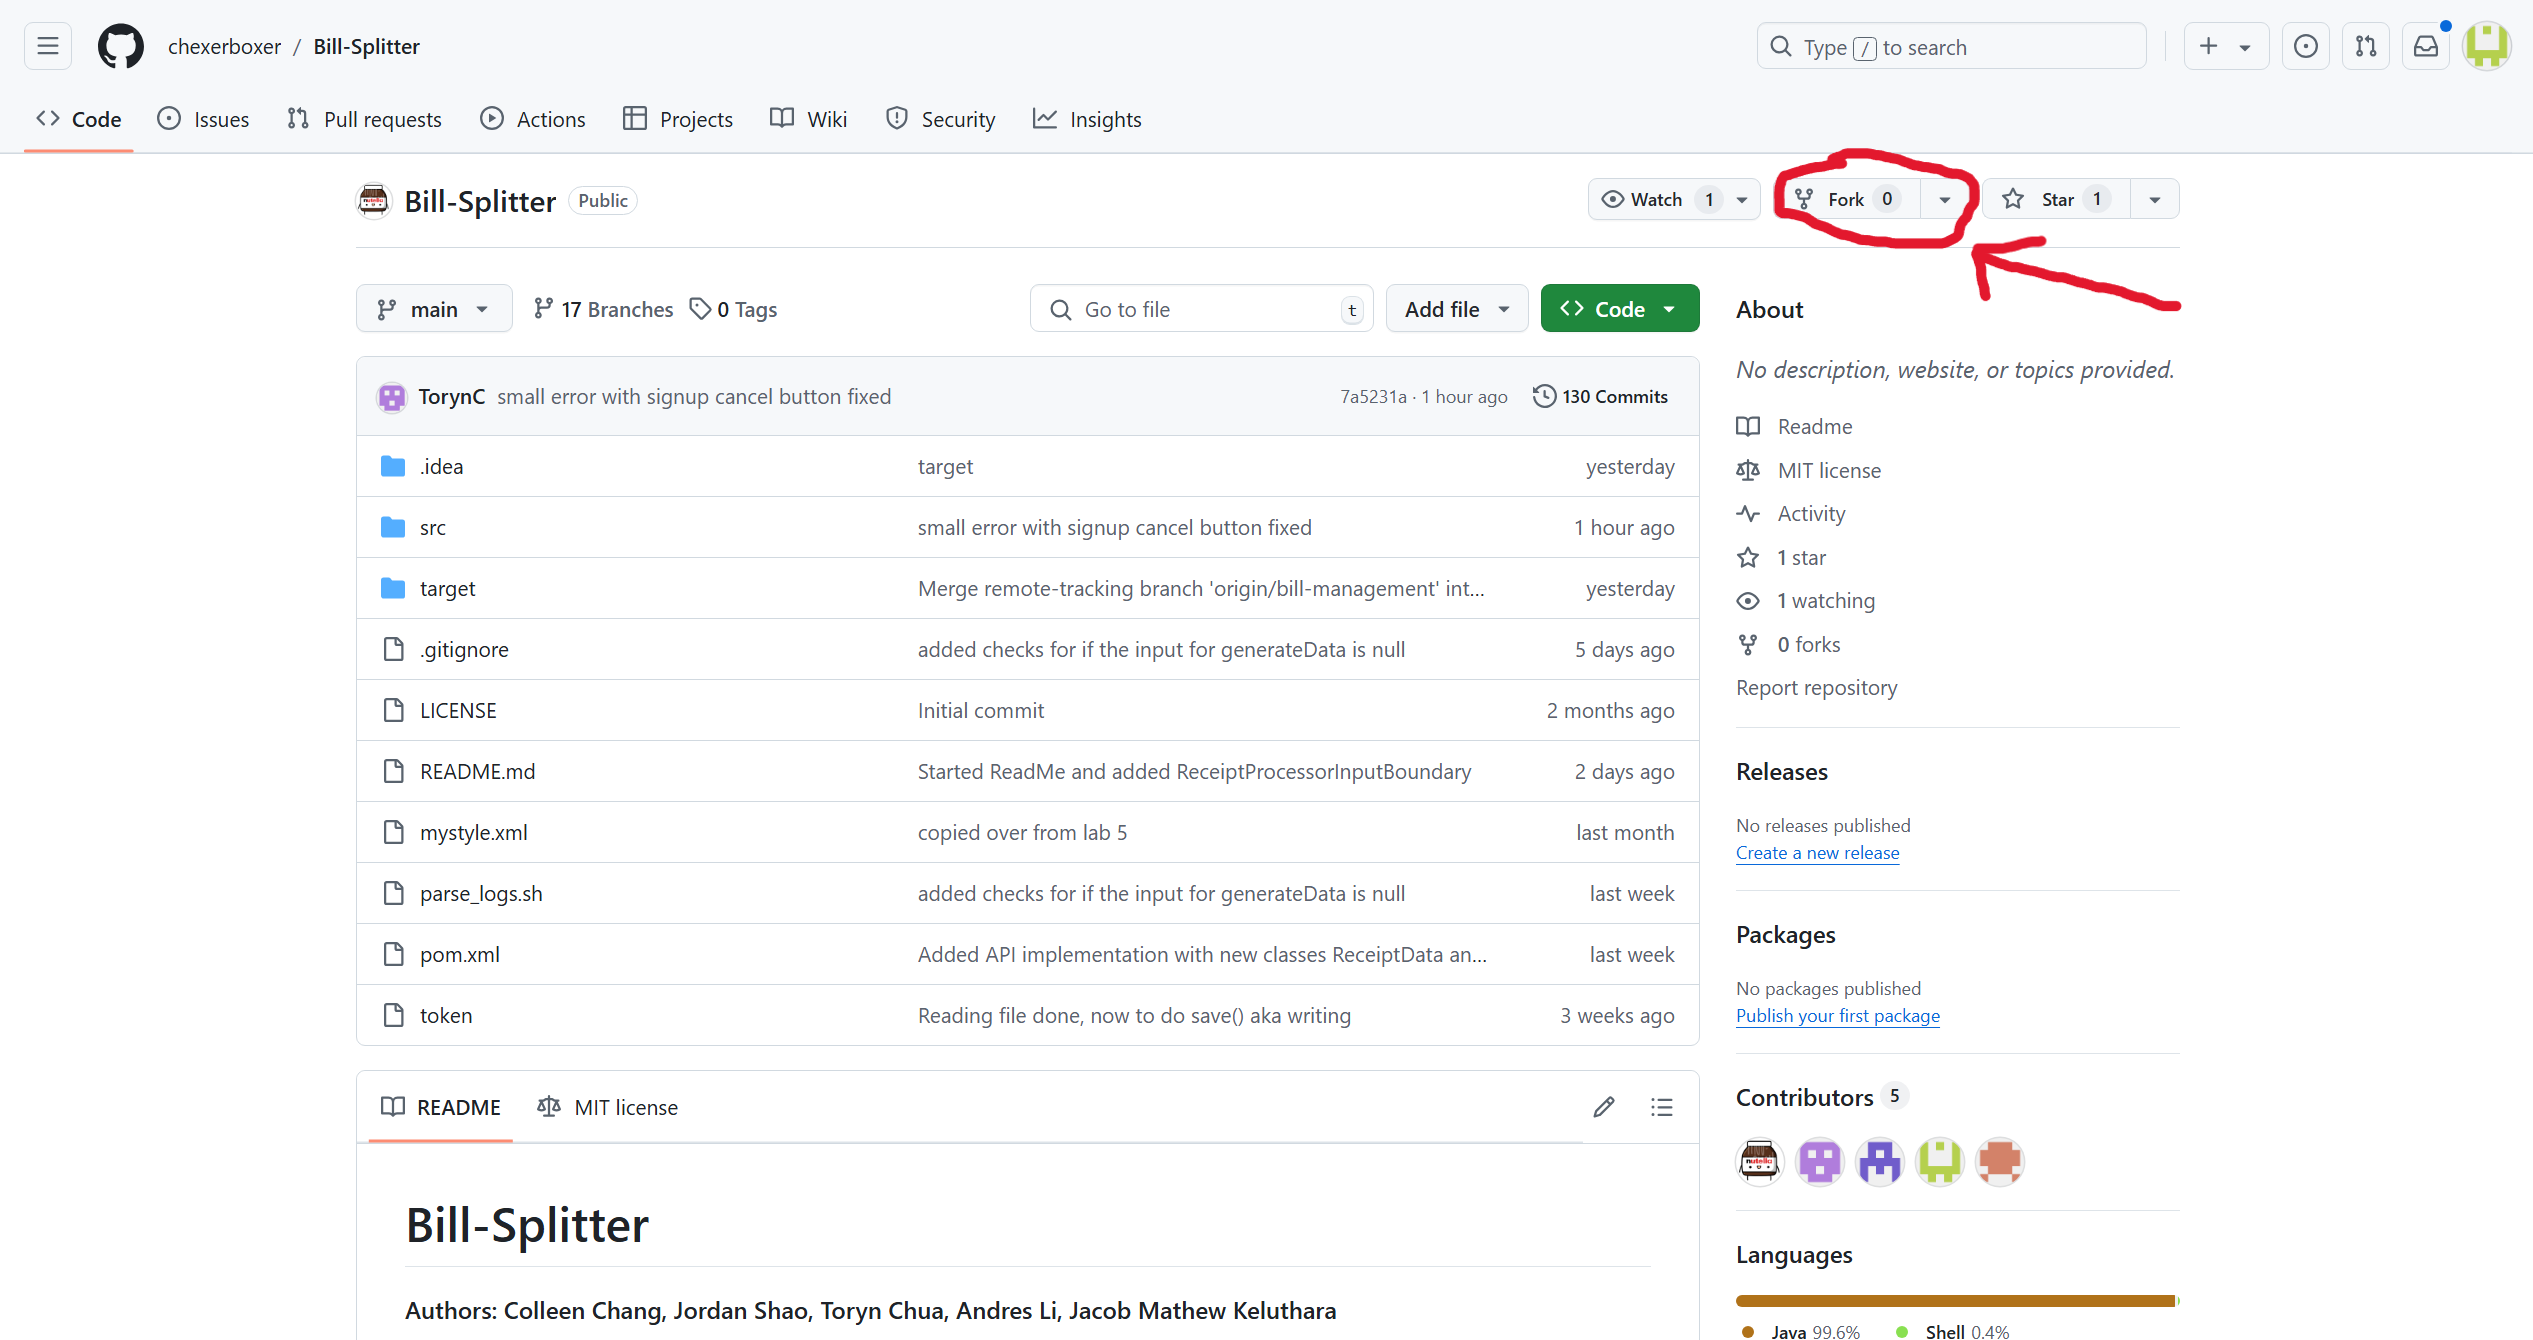 chexerboxer / Bill-Splitter
Type / to search
Code Issues Pull requests Actions Projects Wiki Security Insights
Bill-Splitter Public
Watch 1 Fork 0 Star 1
main 17 Branches 0 Tags Go to file t Add file Code
TorynC small error with signup cancel button fixed 7a5231a · 1 hour ago 130 Commits
.idea target yesterday
src small error with signup cancel button fixed 1 hour ago
target Merge remote-tracking branch 'origin/bill-management' int... yesterday
.gitignore added checks for if the input for generateData is null 5 days ago
LICENSE Initial commit 2 months ago
README.md Started ReadMe and added ReceiptProcessorInputBoundary 2 days ago
mystyle.xml copied over from lab 5 last month
parse_logs.sh added checks for if the input for generateData is null last week
pom.xml Added API implementation with new classes ReceiptData an... last week
token Reading file done, now to do save() aka writing 3 weeks ago
README MIT license
Bill-Splitter
Authors: Colleen Chang, Jordan Shao, Toryn Chua, Andres Li, Jacob Mathew Keluthara
About
No description, website, or topics provided.
Readme
MIT license
Activity
1 star
1 watching
0 forks
Report repository
Releases
No releases published
Create a new release
Packages
No packages published
Publish your first package
Contributors 5
nutella
Languages
Java 99.6% Shell 0.4%